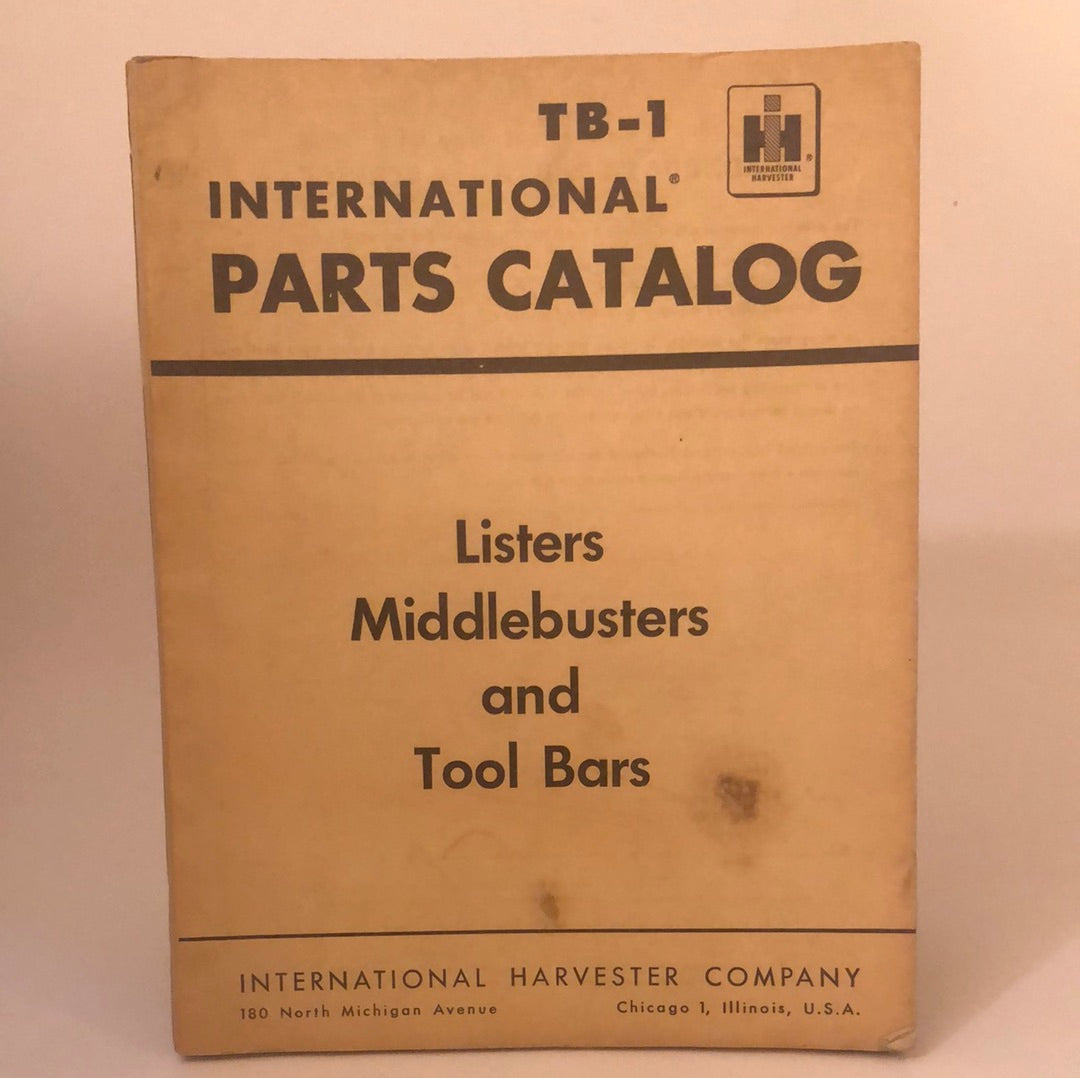 TB-1
IH
INTERNATIONAL
HARVESTER
®
INTERNATIONAL®
PARTS CATALOG
Listers
Middlebusters
and
Tool Bars
INTERNATIONAL HARVESTER COMPANY
180 North Michigan Avenue Chicago 1, Illinois, U.S.A.